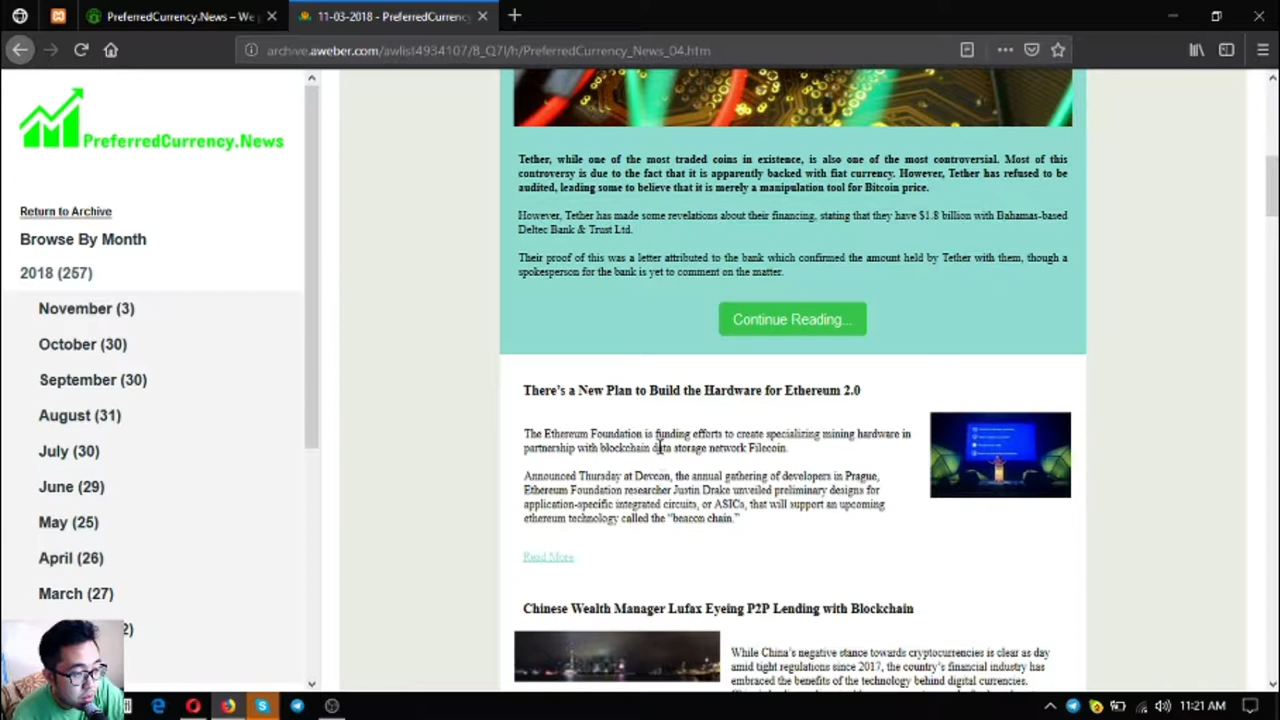 PreferredCurrency.News – We
11-03-2018 - PreferredCurrency
archive.aweber.com/awlist4934107/8_Q7I/h/PreferredCurrency_News_04.htm
PreferredCurrency.News
Return to Archive
Browse By Month
2018 (257)
November (3)
October (30)
September (30)
August (31)
July (30)
June (29)
May (25)
April (26)
March (27)
Tether, while one of the most traded coins in existence, is also one of the most controversial. Most of this
controversy is due to the fact that it is apparently backed with fiat currency. However, Tether has refused to be
audited, leading some to believe that it is merely a manipulation tool for Bitcoin price.
However, Tether has made some revelations about their financing, stating that they have $1.8 billion with Bahamas-based
Deltec Bank & Trust Ltd.
Their proof of this was a letter attributed to the bank which confirmed the amount held by Tether with them, though a
spokesperson for the bank is yet to comment on the matter.
Continue Reading...
There's a New Plan to Build the Hardware for Ethereum 2.0
The Ethereum Foundation is funding efforts to create specializing mining hardware in
partnership with blockchain data storage network Filecoin.
Announced Thursday at Devcon, the annual gathering of developers in Prague,
Ethereum Foundation researcher Justin Drake unveiled preliminary designs for
application-specific integrated circuits, or ASICs, that will support an upcoming
ethereum technology called the "beacon chain."
Read More
Chinese Wealth Manager Lufax Eyeing P2P Lending with Blockchain
While China's negative stance towards cryptocurrencies is clear as day
amid tight regulations since 2017, the country's financial industry has
embraced the benefits of the technology behind digital currencies.
11:21 AM